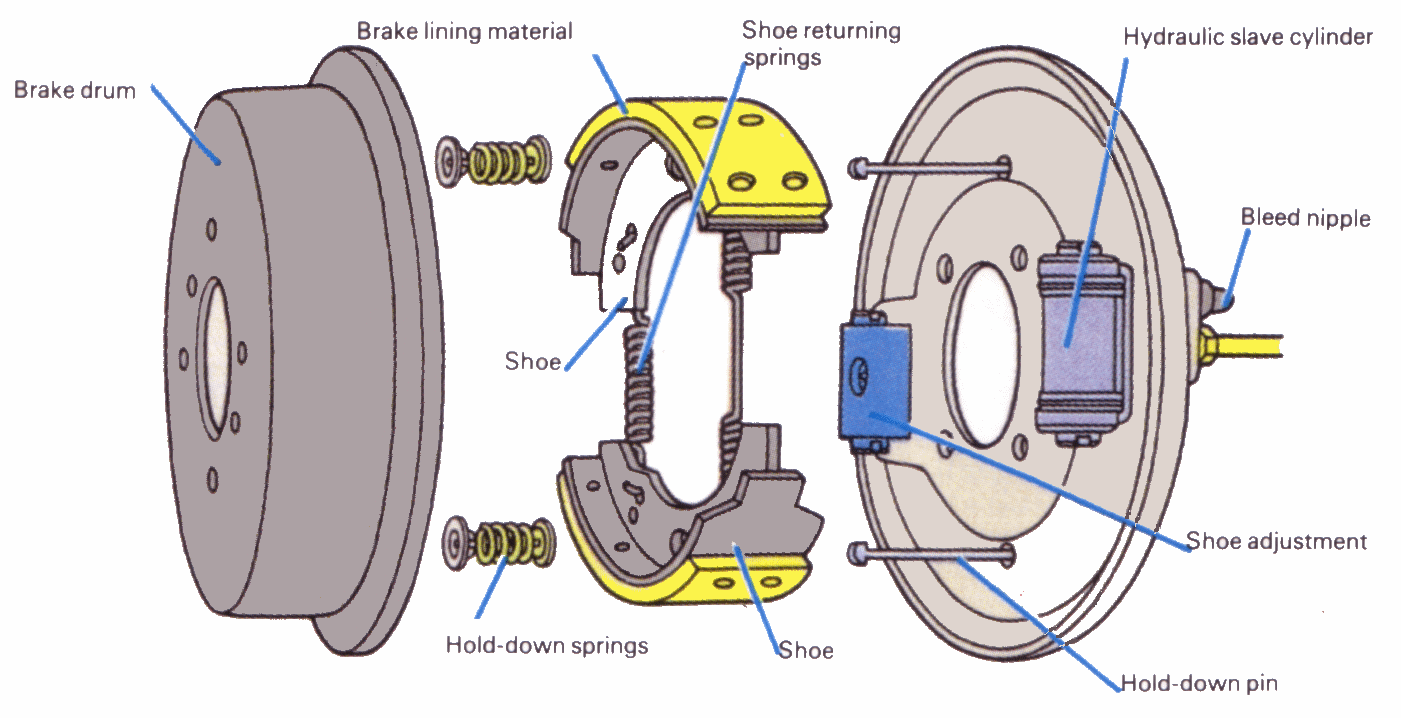 Brake lining material
Shoe returning
springs
Hydraulic slave cylinder
Brake drum
Bleed nipple
Shoe
Shoe adjustment
Hold-down springs
Shoe
Hold-down pin